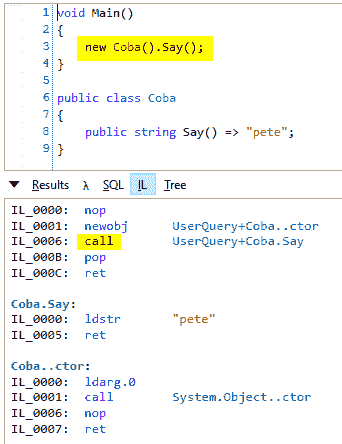 1 void Main()
2 {
3 new Coba().Say();
4 }
5
6 public class Coba
7 {
8 public string Say() => "pete";
9 }
Results λ SQL IL Tree
IL_0000: nop
IL_0001: newobj UserQuery+Coba..ctor
IL_0006: call UserQuery+Coba.Say
IL_000B: pop
IL_000C: ret
Coba.Say:
IL_0000: ldstr "pete"
IL_0005: ret
Coba..ctor:
IL_0000: ldarg.0
IL_0001: call System.Object..ctor
IL_0006: nop
IL_0007: ret